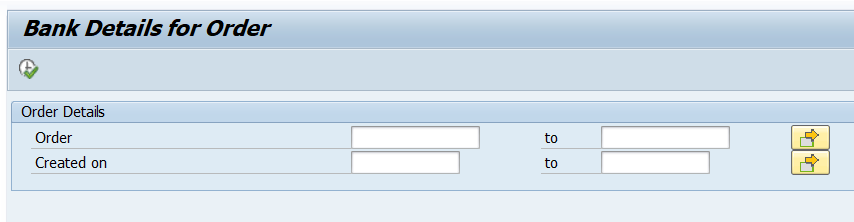 Bank Details for Order
Order Details
Order to
Created on to